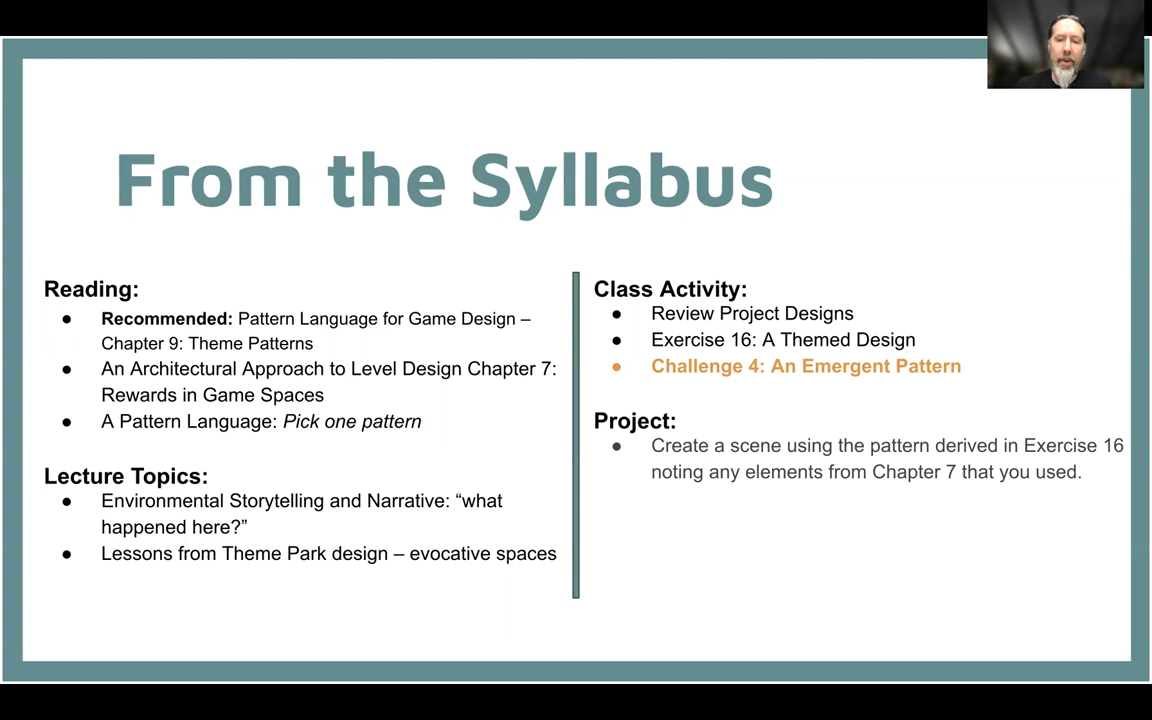 From the Syllabus
Reading:
● Recommended: Pattern Language for Game Design –
Chapter 9: Theme Patterns
● An Architectural Approach to Level Design Chapter 7:
Rewards in Game Spaces
● A Pattern Language: Pick one pattern
Lecture Topics:
● Environmental Storytelling and Narrative: “what
happened here?”
● Lessons from Theme Park design – evocative spaces
Class Activity:
● Review Project Designs
● Exercise 16: A Themed Design
● Challenge 4: An Emergent Pattern
Project:
● Create a scene using the pattern derived in Exercise 16
noting any elements from Chapter 7 that you used.